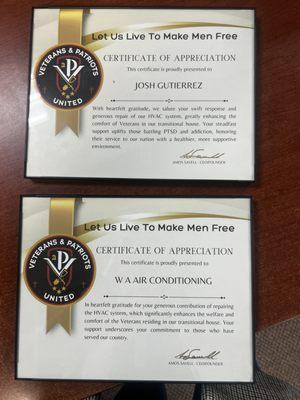 Let Us Live To Make Men Free
VETERANS & PATRIOTS
VP
UNITED
CERTIFICATE OF APPRECIATION
This certificate is proudly presented to
JOSH GUTIERREZ
With heartfelt gratitude, we salute your swift response and
generous repair of our HVAC system, greatly enhancing the
comfort of Veterans in our transitional house. Your steadfast
support uplifts those battling PTSD and addiction, honoring
their service to our nation with a healthier, more supportive
environment.
AMOS SAVELL - CEO/FOUNDER
Let Us Live To Make Men Free
VETERANS & PATRIOTS
VP
UNITED
CERTIFICATE OF APPRECIATION
This certificate is proudly presented to
W A AIR CONDITIONING
In heartfelt gratitude for your generous contribution of repairing
the HVAC system, which significantly enhances the welfare and
comfort of the Veterans residing in our transitional house. Your
support underscores your commitment to those who have
served our country.
AMOS SAVELL - CEO/FOUNDER